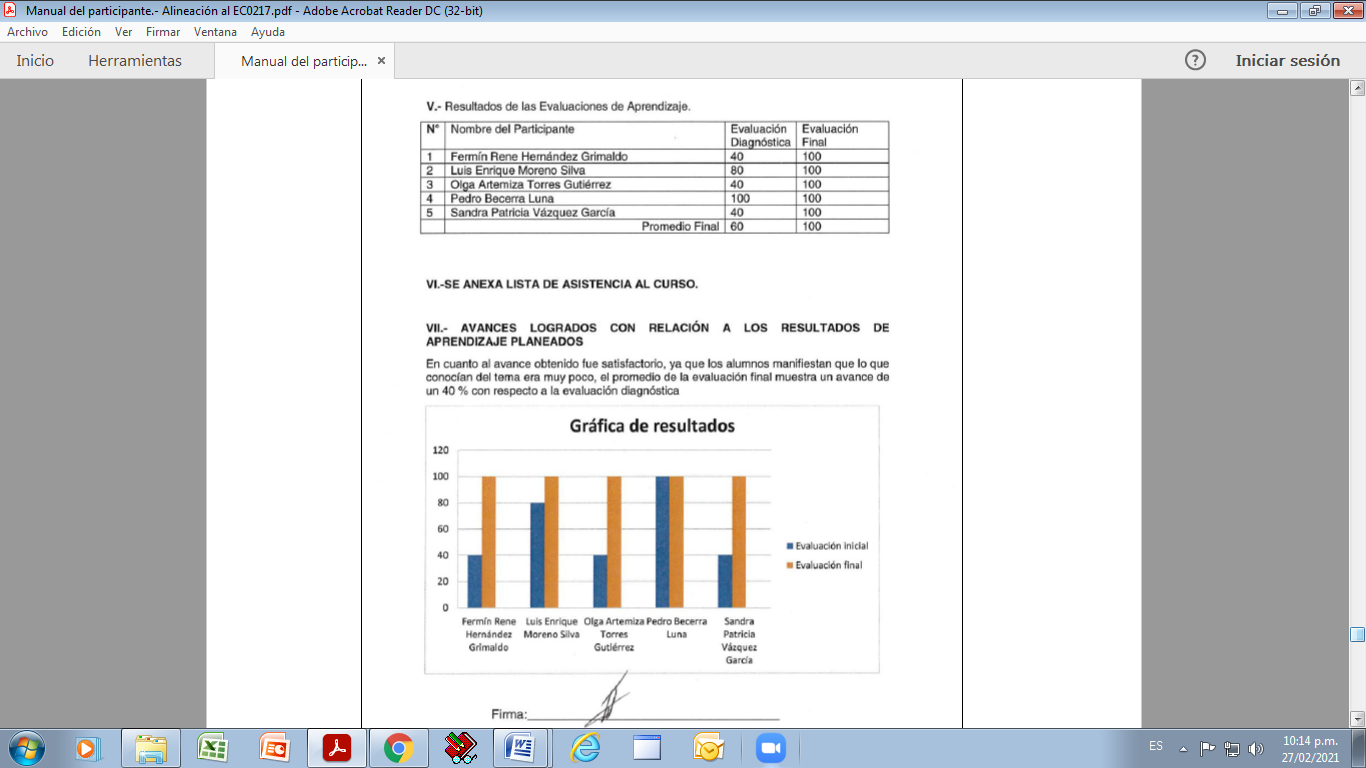 Manual del participante.- Alineación al EC0217.pdf - Adobe Acrobat Reader DC (32-bit)
Archivo Edición Ver Firmar Ventana Ayuda
Inicio Herramientas Manual del particip... × ? Iniciar sesión
V.- Resultados de las Evaluaciones de Aprendizaje.
N° Nombre del Participante Evaluación Diagnóstica Evaluación Final
1 Fermín Rene Hernández Grimaldo 40 100
2 Luis Enrique Moreno Silva 80 100
3 Olga Artemiza Torres Gutiérrez 40 100
4 Pedro Becerra Luna 100 100
5 Sandra Patricia Vázquez García 40 100
Promedio Final 60 100
VI.-SE ANEXA LISTA DE ASISTENCIA AL CURSO.
VII.- AVANCES LOGRADOS CON RELACIÓN A LOS RESULTADOS DE
APRENDIZAJE PLANEADOS
En cuanto al avance obtenido fue satisfactorio, ya que los alumnos manifiestan que lo que
conocían del tema era muy poco, el promedio de la evaluación final muestra un avance de
un 40 % con respecto a la evaluación diagnóstica
Gráfica de resultados
120
100
80
60
40
20
0
Evaluación inicial
Evaluación final
Fermín Rene Hernández Grimaldo
Luis Enrique Moreno Silva
Olga Artemiza Torres Gutiérrez
Pedro Becerra Luna
Sandra Patricia Vázquez García
Firma:
ES
10:14 p.m.
27/02/2021